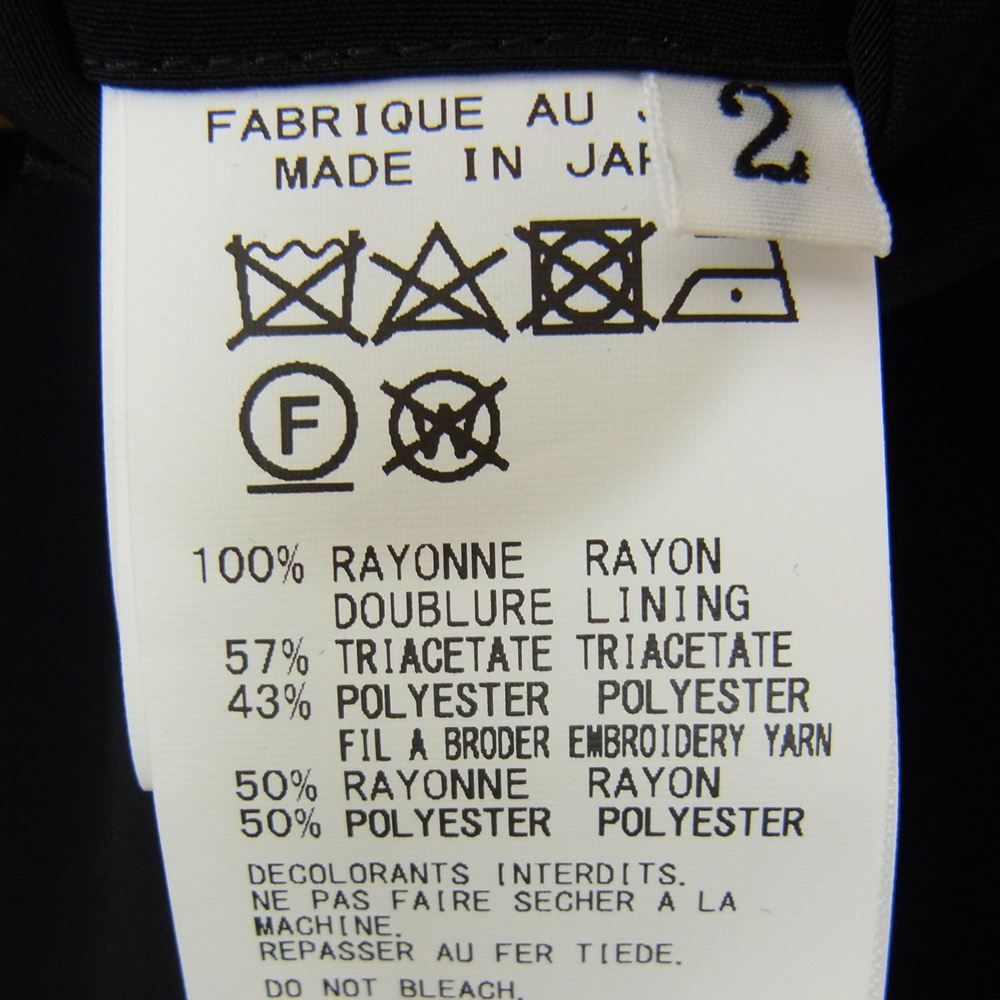 FABRIQUE AU
2
MADE IN
F
W
100% RAYONNE RAYON
DOUBLURE LINING
57% TRIACETATE TRIACETATE
43% POLYESTER POLYESTER
FIL A BRODER EMBROIDERY YARN
50% RAYONNE RAYON
50% POLYESTER POLYESTER
DECOLORANTS INTERDITS.
NE PAS FAIRE SECHER A LA
MACHINE.
REPASSER AU FER TIEDE.
DO NOT BLEACH.